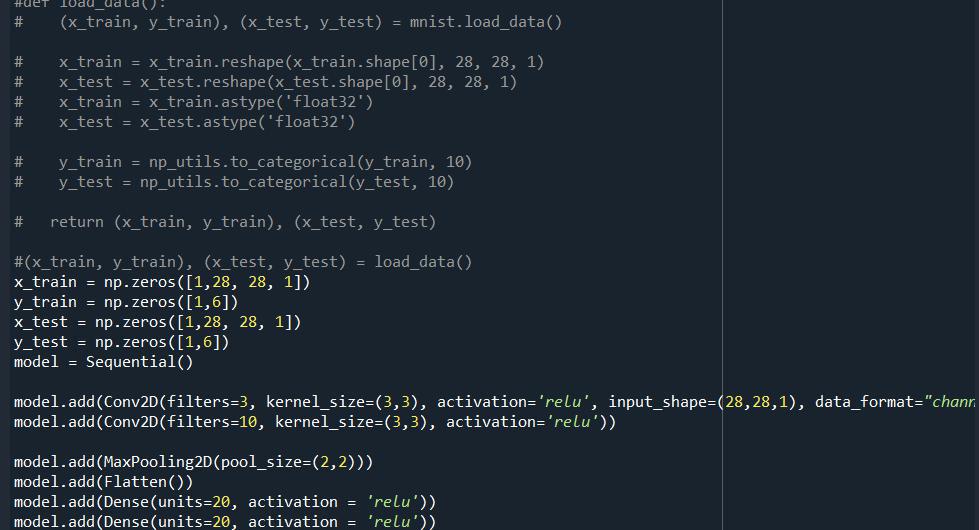 #def load_data():
#    (x_train, y_train), (x_test, y_test) = mnist.load_data()
#    x_train = x_train.reshape(x_train.shape[0], 28, 28, 1)
#    x_test = x_test.reshape(x_test.shape[0], 28, 28, 1)
#    x_train = x_train.astype('float32')
#    x_test = x_test.astype('float32')
#    y_train = np_utils.to_categorical(y_train, 10)
#    y_test = np_utils.to_categorical(y_test, 10)
#   return (x_train, y_train), (x_test, y_test)
#(x_train, y_train), (x_test, y_test) = load_data()
x_train = np.zeros([1,28, 28, 1])
y_train = np.zeros([1,6])
x_test = np.zeros([1,28, 28, 1])
y_test = np.zeros([1,6])
model = Sequential()
model.add(Conv2D(filters=3, kernel_size=(3,3), activation='relu', input_shape=(28,28,1), data_format="chann
model.add(Conv2D(filters=10, kernel_size=(3,3), activation='relu'))
model.add(MaxPooling2D(pool_size=(2,2)))
model.add(Flatten())
model.add(Dense(units=20, activation = 'relu'))
model.add(Dense(units=20, activation = 'relu'))